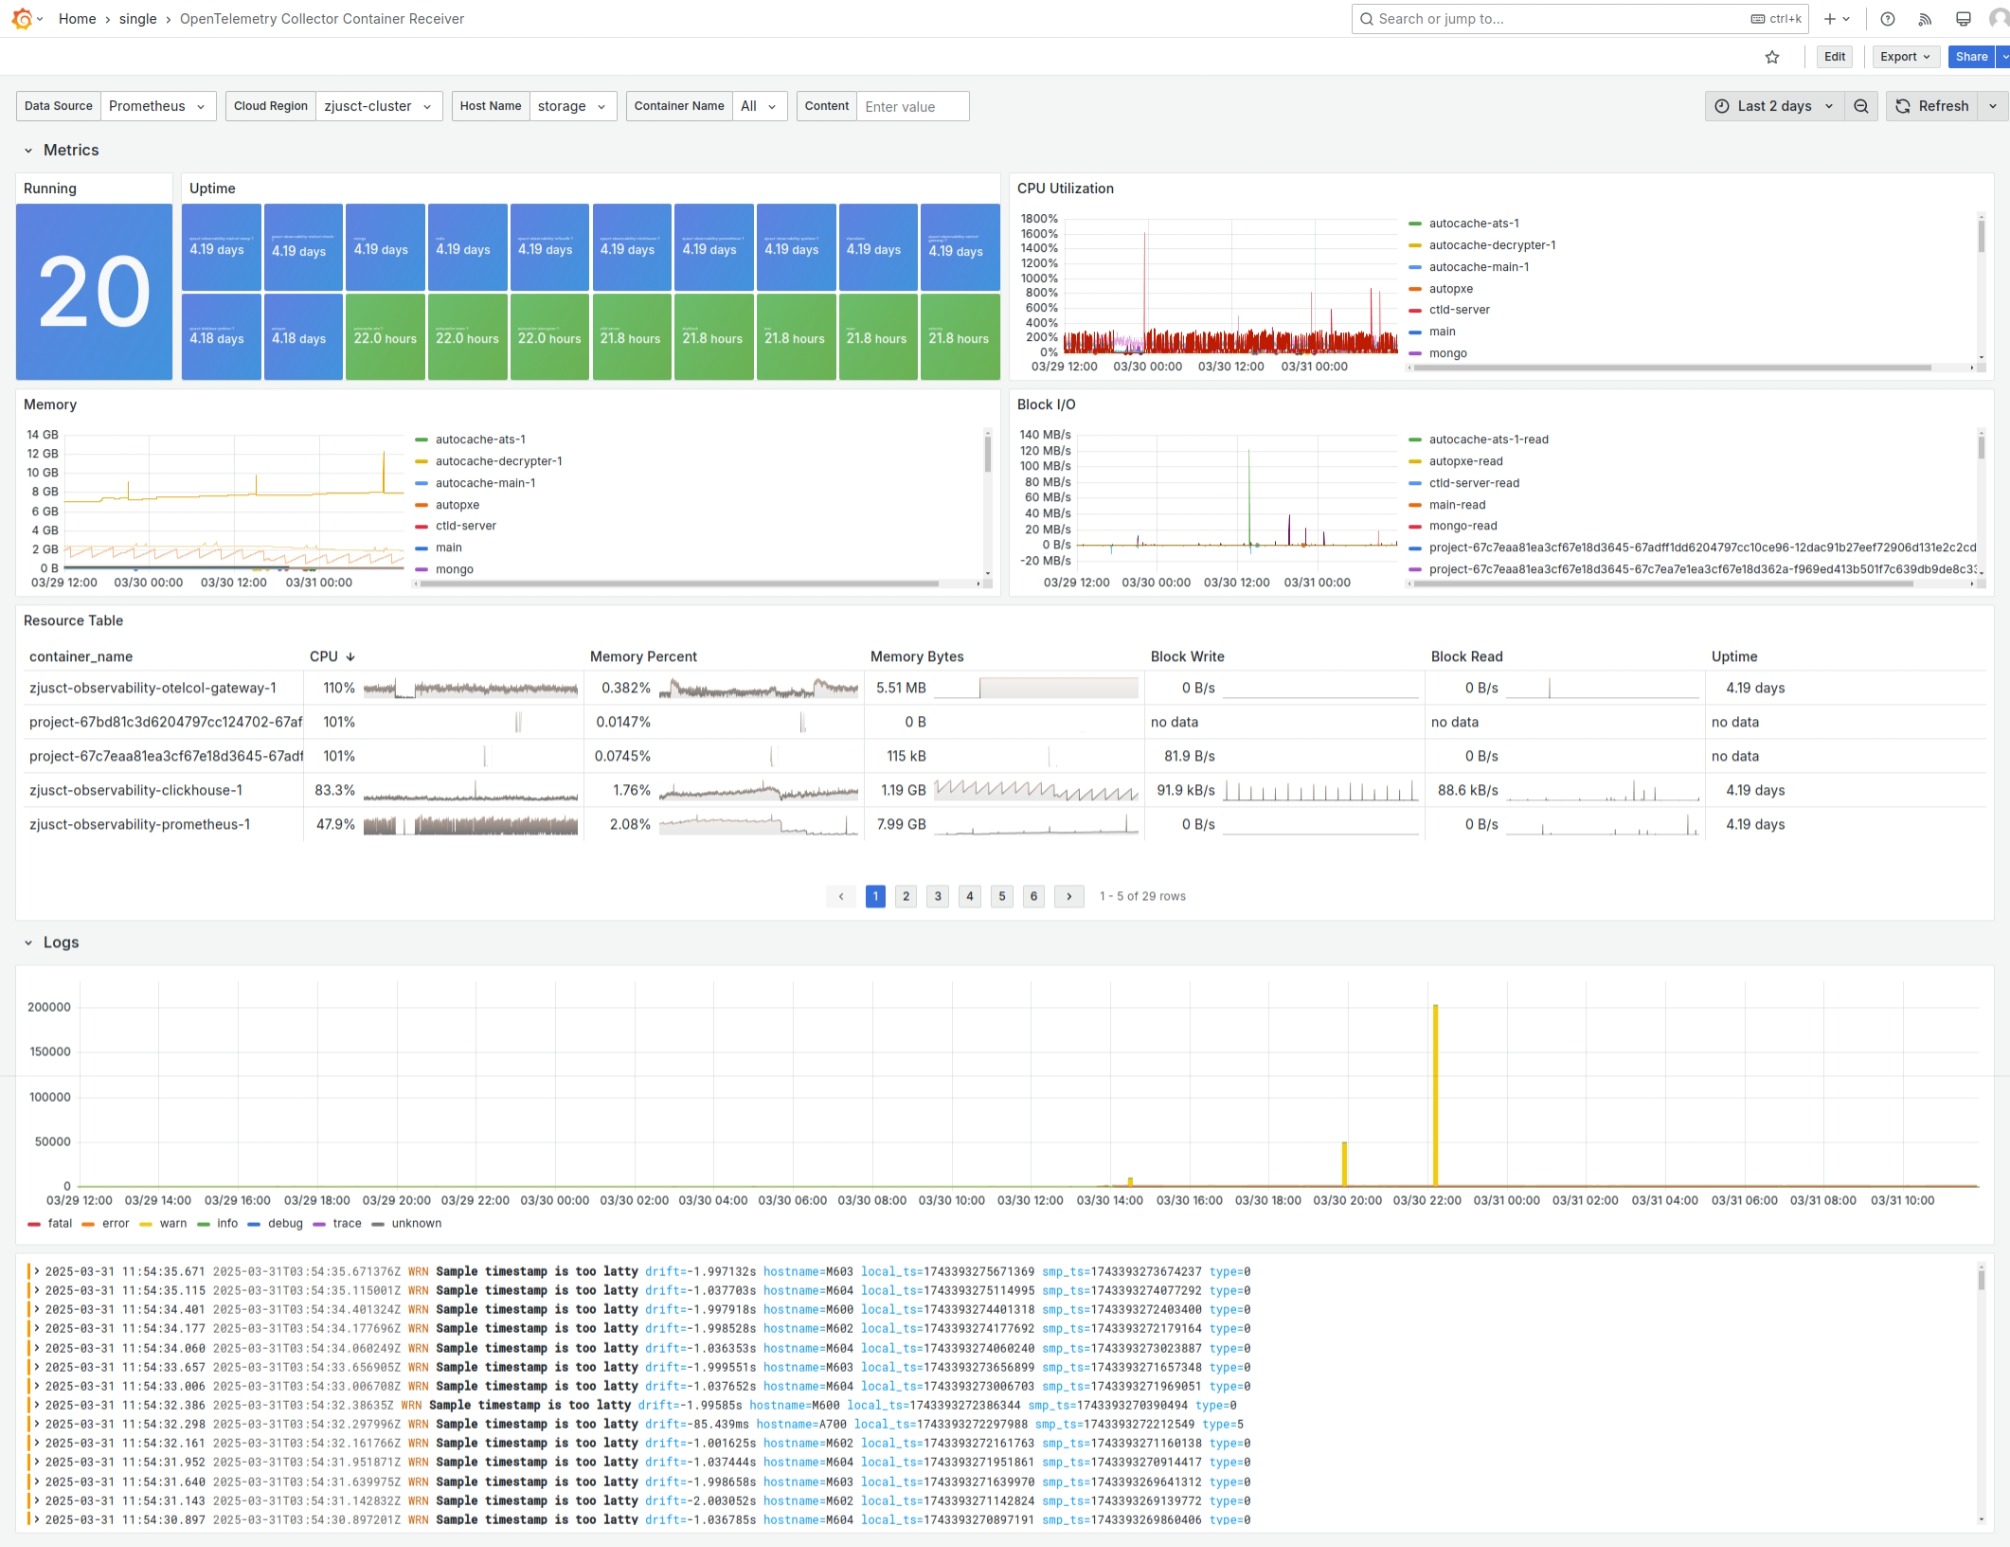 Home › single › OpenTelemetry Collector Container Receiver
Search or jump to... ctrl+k
Edit Export Share
Data Source Prometheus Cloud Region zjusct-cluster Host Name storage Container Name All Content Enter value
Last 2 days Refresh
Metrics
Running
20
Uptime
4.19 days 4.19 days 4.19 days 4.19 days 4.19 days 4.19 days 4.19 days 4.19 days 4.19 days 4.19 days
4.18 days 4.18 days 22.0 hours 22.0 hours 22.0 hours 21.8 hours 21.8 hours 21.8 hours 21.8 hours 21.8 hours
CPU Utilization
1800%
1600%
1400%
1200%
1000%
800%
600%
400%
200%
0%
03/29 12:00 03/30 00:00 03/30 12:00 03/31 00:00
autocache-ats-1
autocache-decrypter-1
autocache-main-1
autopxe
ctld-server
main
mongo
Memory
14 GB
12 GB
10 GB
8 GB
6 GB
4 GB
2 GB
0 B
03/29 12:00 03/30 00:00 03/30 12:00 03/31 00:00
autocache-ats-1
autocache-decrypter-1
autocache-main-1
autopxe
ctld-server
main
mongo
Block I/O
140 MB/s
120 MB/s
100 MB/s
80 MB/s
60 MB/s
40 MB/s
20 MB/s
0 B/s
-20 MB/s
03/29 12:00 03/30 00:00 03/30 12:00 03/31 00:00
autocache-ats-1-read
autopxe-read
ctld-server-read
main-read
mongo-read
project-67c7eaa81ea3cf67e18d3645-67adff1dd6204797cc10ce96-12dac91b27eef72906d131e2c2cd
project-67c7eaa81ea3cf67e18d3645-67c7ea7e1ea3cf67e18d362a-f969ed413b501f7c639db9de8c33
Resource Table
container_name CPU ↓ Memory Percent Memory Bytes Block Write Block Read Uptime
zjusct-observability-otelcol-gateway-1 110% 0.382% 5.51 MB 0 B/s 0 B/s 4.19 days
project-67bd81c3d6204797cc124702-67af 101% 0.0147% 0 B no data no data no data
project-67c7eaa81ea3cf67e18d3645-67adf 101% 0.0745% 115 kB 81.9 B/s 0 B/s no data
zjusct-observability-clickhouse-1 83.3% 1.76% 1.19 GB 91.9 kB/s 88.6 kB/s 4.19 days
zjusct-observability-prometheus-1 47.9% 2.08% 7.99 GB 0 B/s 0 B/s 4.19 days
‹ 1 2 3 4 5 6 › 1 - 5 of 29 rows
Logs
200000
150000
100000
50000
0
03/29 12:00 03/29 14:00 03/29 16:00 03/29 18:00 03/29 20:00 03/29 22:00 03/30 00:00 03/30 02:00 03/30 04:00 03/30 06:00 03/30 08:00 03/30 10:00 03/30 12:00 03/30 14:00 03/30 16:00 03/30 18:00 03/30 20:00 03/30 22:00 03/31 00:00 03/31 02:00 03/31 04:00 03/31 06:00 03/31 08:00 03/31 10:00
fatal error warn info debug trace unknown
2025-03-31 11:54:35.671 2025-03-31T03:54:35.671376Z WRN Sample timestamp is too latty drift=-1.997132s hostname=M603 local_ts=1743393275671369 smp_ts=1743393273674237 type=0
2025-03-31 11:54:35.115 2025-03-31T03:54:35.115001Z WRN Sample timestamp is too latty drift=-1.037703s hostname=M604 local_ts=1743393275114995 smp_ts=1743393274077292 type=0
2025-03-31 11:54:34.401 2025-03-31T03:54:34.401324Z WRN Sample timestamp is too latty drift=-1.997918s hostname=M600 local_ts=1743393274401318 smp_ts=1743393272403400 type=0
2025-03-31 11:54:34.177 2025-03-31T03:54:34.177696Z WRN Sample timestamp is too latty drift=-1.998528s hostname=M602 local_ts=1743393274177692 smp_ts=1743393272179164 type=0
2025-03-31 11:54:34.060 2025-03-31T03:54:34.060249Z WRN Sample timestamp is too latty drift=-1.036353s hostname=M604 local_ts=1743393274060240 smp_ts=1743393273023887 type=0
2025-03-31 11:54:33.657 2025-03-31T03:54:33.656905Z WRN Sample timestamp is too latty drift=-1.999551s hostname=M603 local_ts=1743393273656899 smp_ts=1743393271657348 type=0
2025-03-31 11:54:33.006 2025-03-31T03:54:33.006708Z WRN Sample timestamp is too latty drift=-1.037652s hostname=M604 local_ts=1743393273006703 smp_ts=1743393271969051 type=0
2025-03-31 11:54:32.386 2025-03-31T03:54:32.38635Z WRN Sample timestamp is too latty drift=-1.99585s hostname=M600 local_ts=1743393272386344 smp_ts=1743393270390494 type=0
2025-03-31 11:54:32.298 2025-03-31T03:54:32.297996Z WRN Sample timestamp is too latty drift=-85.439ms hostname=A700 local_ts=1743393272297988 smp_ts=1743393272212549 type=5
2025-03-31 11:54:32.161 2025-03-31T03:54:32.161766Z WRN Sample timestamp is too latty drift=-1.001625s hostname=M602 local_ts=1743393272161763 smp_ts=1743393271160138 type=0
2025-03-31 11:54:31.952 2025-03-31T03:54:31.951871Z WRN Sample timestamp is too latty drift=-1.037444s hostname=M604 local_ts=1743393271951861 smp_ts=1743393270914417 type=0
2025-03-31 11:54:31.640 2025-03-31T03:54:31.639975Z WRN Sample timestamp is too latty drift=-1.998658s hostname=M603 local_ts=1743393271639970 smp_ts=1743393269641312 type=0
2025-03-31 11:54:31.143 2025-03-31T03:54:31.142832Z WRN Sample timestamp is too latty drift=-2.003052s hostname=M602 local_ts=1743393271142824 smp_ts=1743393269139772 type=0
2025-03-31 11:54:30.897 2025-03-31T03:54:30.897201Z WRN Sample timestamp is too latty drift=-1.036785s hostname=M604 local_ts=1743393270897191 smp_ts=1743393269860406 type=0